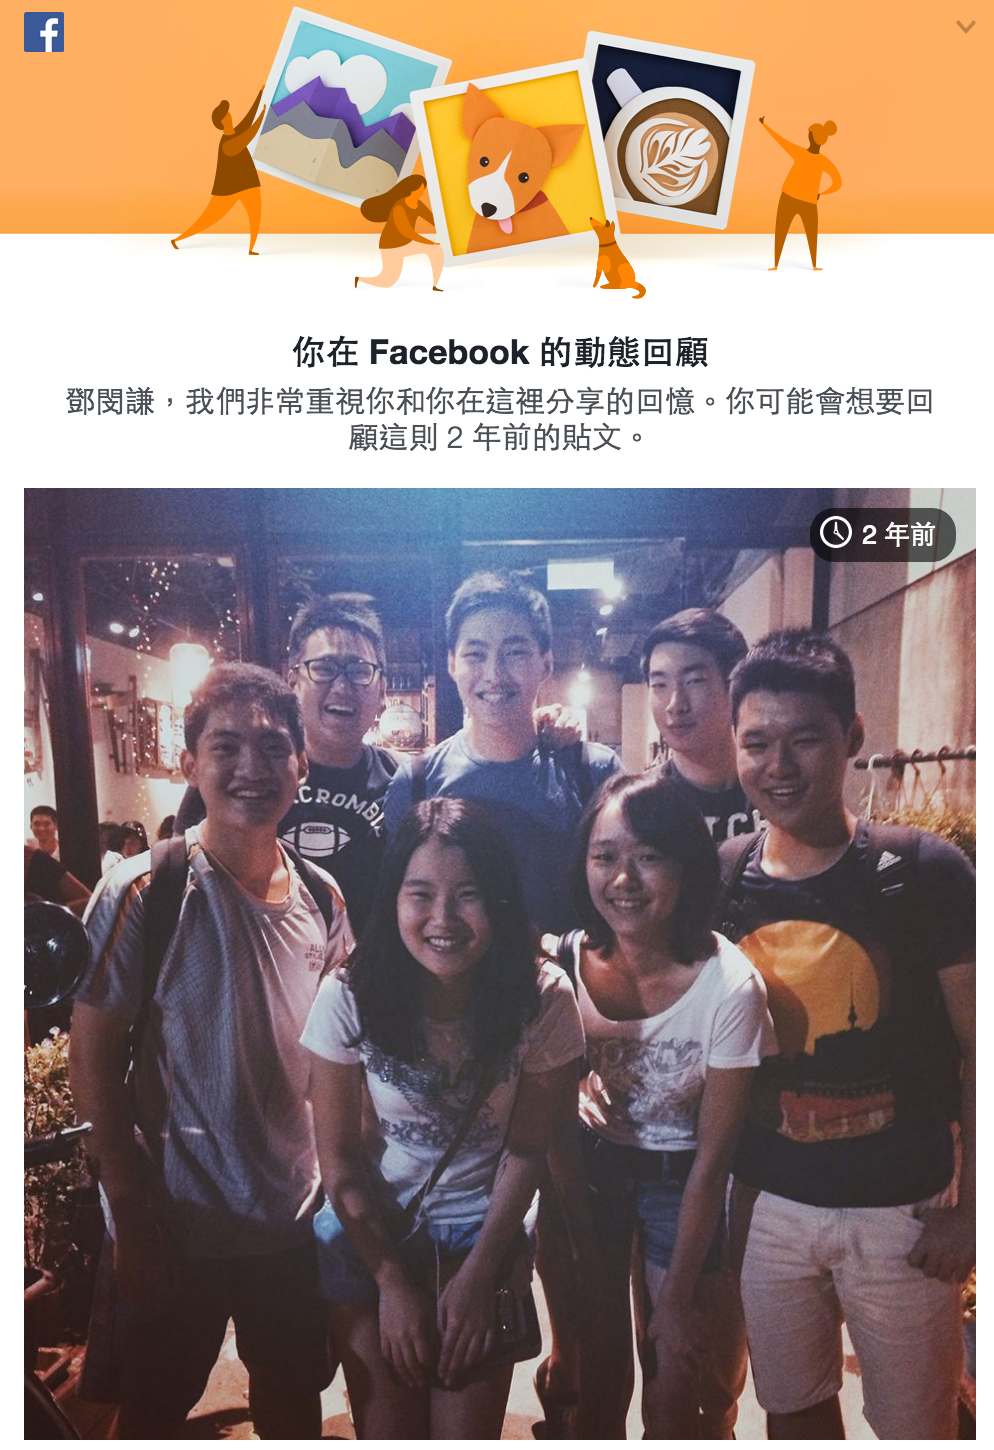 你在 Facebook 的動態回顧
鄧閔謙，我們非常重視你和你在這裡分享的回憶。你可能會想要回
顧這則 2 年前的貼文。
2 年前
CROMBI